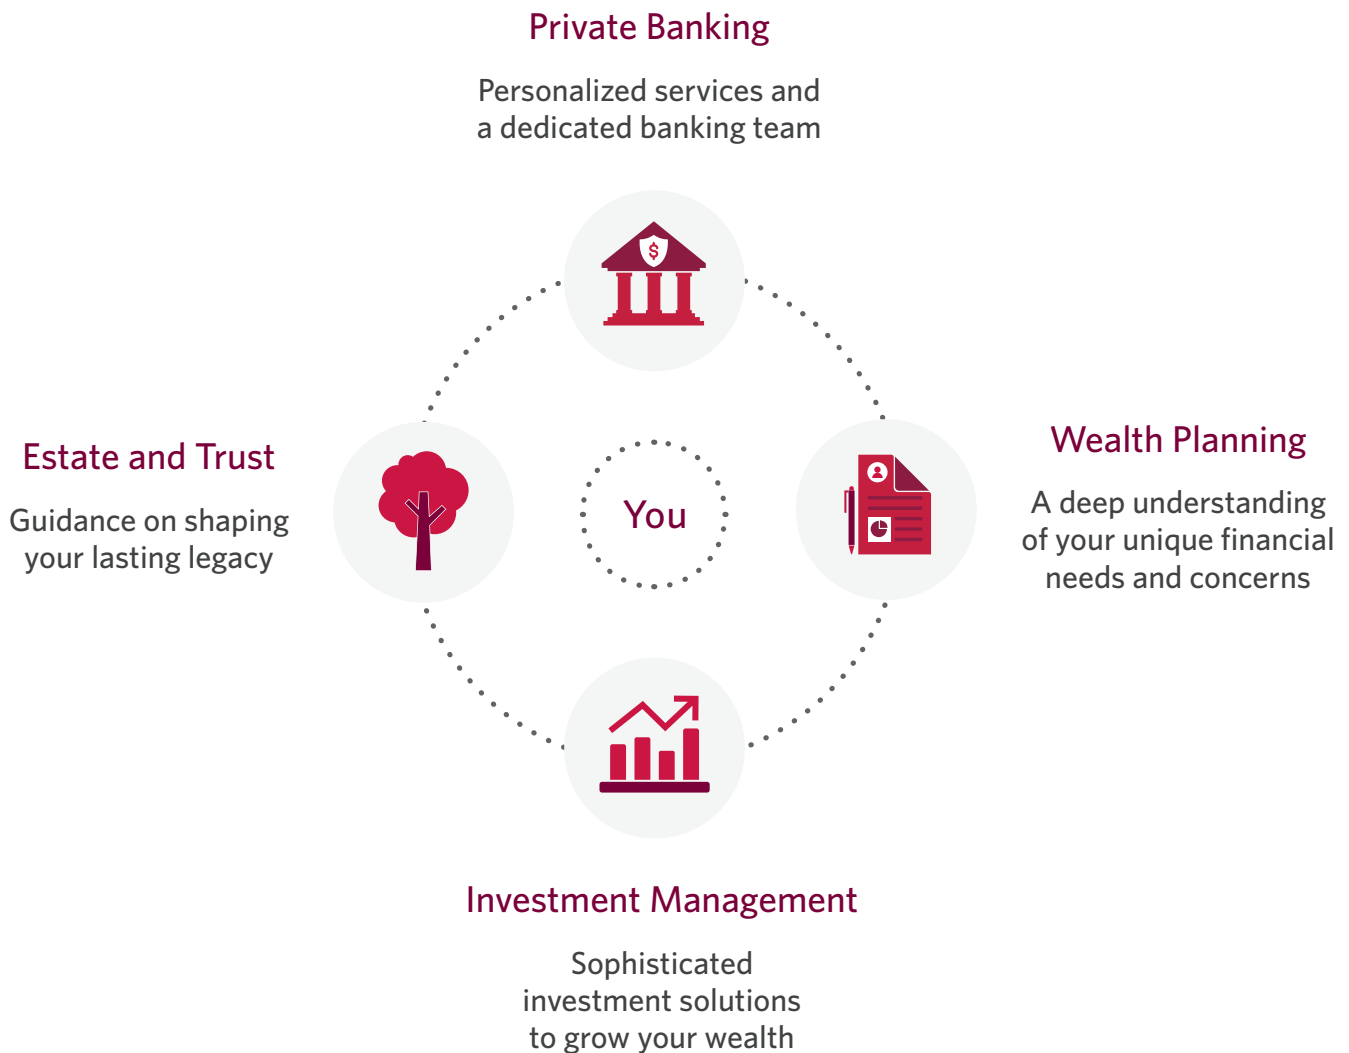 Private Banking
Personalized services and
a dedicated banking team
$
Estate and Trust
Guidance on shaping
your lasting legacy
You
Wealth Planning
A deep understanding
of your unique financial
needs and concerns
Investment Management
Sophisticated
investment solutions
to grow your wealth